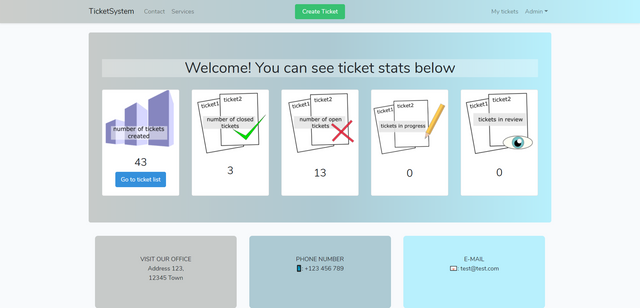 TicketSystem Contact Services Create Ticket My tickets Admin
Welcome! You can see ticket stats below
number of tickets
created
43
Go to ticket list
ticket1 ticket2
number of closed
tickets
3
ticket1 ticket2
number of open
tickets
13
ticket1 ticket2
tickets in progress
0
ticket1 ticket2
tickets in review
0
VISIT OUR OFFICE
Address 123,
12345 Town
PHONE NUMBER
: +123 456 789
E-MAIL
: test@test.com